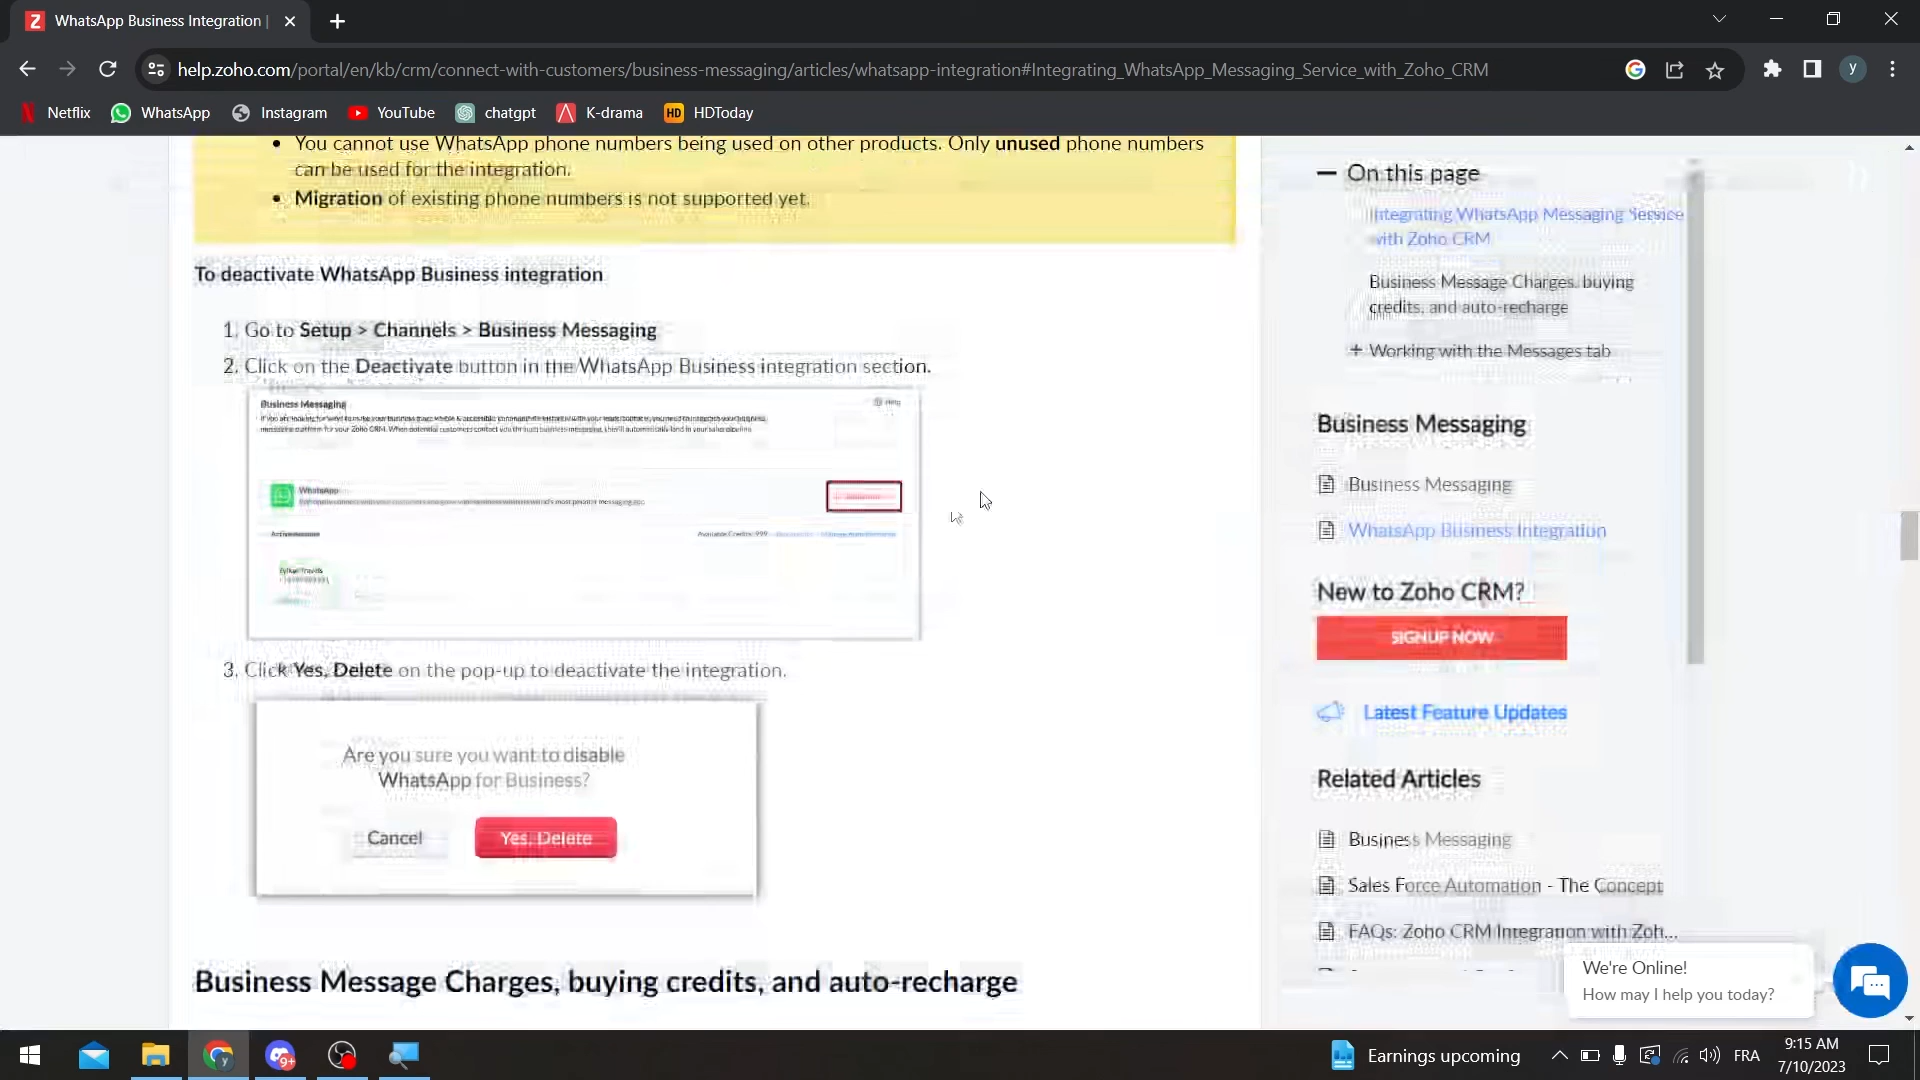 WhatsApp Business Integration |
help.zoho.com/portal/en/kb/crm/connect-with-customers/business-messaging/articles/whatsapp-integration#Integrating_WhatsApp_Messaging_Service_with_Zoho_CRM
y
Netflix
WhatsApp
Instagram
YouTube
chatgpt
K-drama
HD
HDToday
• You cannot use WhatsApp phone numbers being used on other products. Only unused phone numbers
can be used for the integration.
• Migration of existing phone numbers is not supported yet.
To deactivate WhatsApp Business integration
1. Go to Setup > Channels > Business Messaging
2. Click on the Deactivate button in the WhatsApp Business integration section.
Business Messaging
Help
WhatsApp
Available Credits: 999
3. Click Yes, Delete on the pop-up to deactivate the integration.
Are you sure you want to disable
WhatsApp for Business?
Cancel
Yes, Delete
Business Message Charges, buying credits, and auto-recharge
On this page
Integrating WhatsApp Messaging Service
with Zoho CRM
Business Message Charges, buying
credits, and auto-recharge
+ Working with the Messages tab
Business Messaging
Business Messaging
WhatsApp Business Integration
New to Zoho CRM?
SIGNUP NOW
Latest Feature Updates
Related Articles
Business Messaging
Sales Force Automation - The Concept
FAQs: Zoho CRM Integration with Zoh...
We're Online!
How may I help you today?
9+
Earnings upcoming
FRA
9:15 AM
7/10/2023